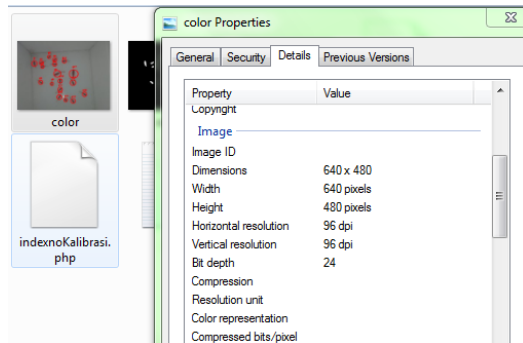 color Properties
General Security Details Previous Versions
Property Value
Copyright
Image
Image ID
Dimensions 640 x 480
Width 640 pixels
Height 480 pixels
Horizontal resolution 96 dpi
Vertical resolution 96 dpi
Bit depth 24
Compression
Resolution unit
Color representation
Compressed bits/pixel
color
indexnoKalibrasi.
php